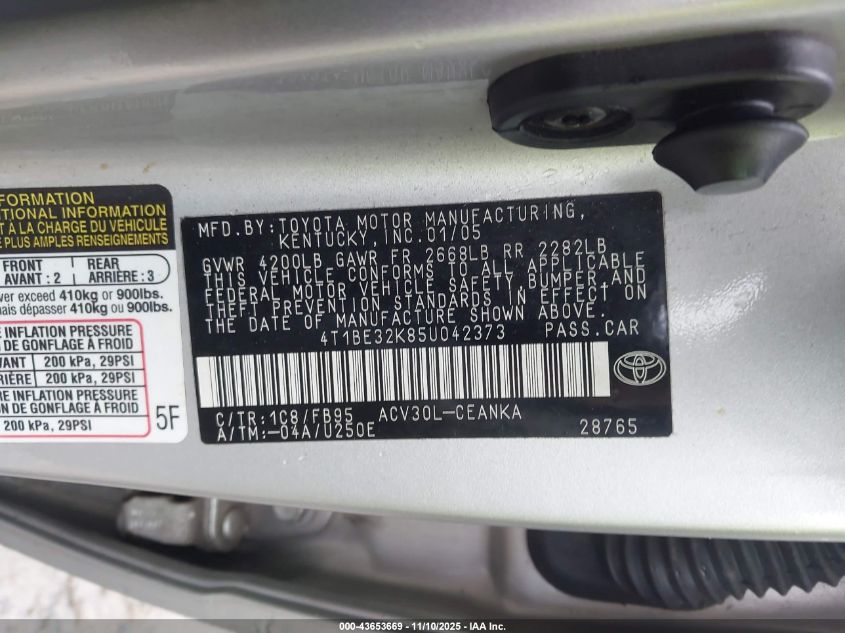 FORMATION
TIONAL INFORMATION
T À LA CHARGE DU VÉHICULE
PLUS AMPLES RENSEIGNEMENTS
FRONT
AVANT : 2
REAR
ARRIÈRE : 3
ver exceed 410kg or 900lbs.
mais dépasser 410kg ou 900lbs.
E INFLATION PRESSURE
DE GONFLAGE À FROID
VANT 200 kPa, 29PSI
RIÈRE 200 kPa, 29PSI
E INFLATION PRESSURE
DE GONFLAGE À FROID
200 kPa, 29PSI
5F
MFD.BY:TOYOTA MOTOR MANUFACTURING,
KENTUCKY,INC.01/05
GVWR 4200LB GAWR FR 2668LB RR 2282LB
THIS VEHICLE CONFORMS TO ALL APPLICABLE
FEDERAL MOTOR VEHICLE SAFETY,BUMPER,AND
THEFT PREVENTION STANDARDS IN EFFECT ON
THE DATE OF MANUFACTURE SHOWN ABOVE.
4T1BE32K85U042373 PASS.CAR
C/TR:1C8/FB95 ACV30L-CEANKA
A/TM:-04A/U250E 28765
000-43653669 - 11/10/2025 - IAA Inc.